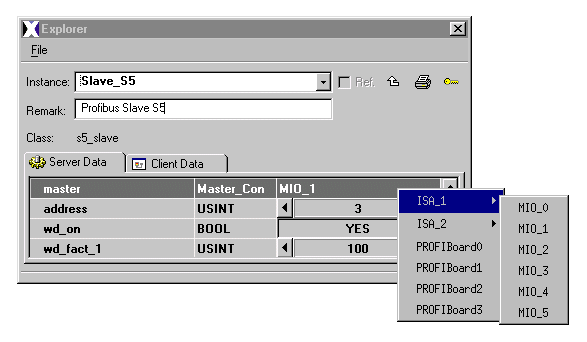 Explorer
File
Instance: Slave_S5 Ref.
Remark: Profibus Slave S5
Class: s5_slave
Server Data Client Data
master Master_Con MIO_1
address USINT 3
wd_on BOOL YES
wd_fact_1 USINT 100
ISA_1
ISA_2
PROFIBoard0
PROFIBoard1
PROFIBoard2
PROFIBoard3
MIO_0
MIO_1
MIO_2
MIO_3
MIO_4
MIO_5